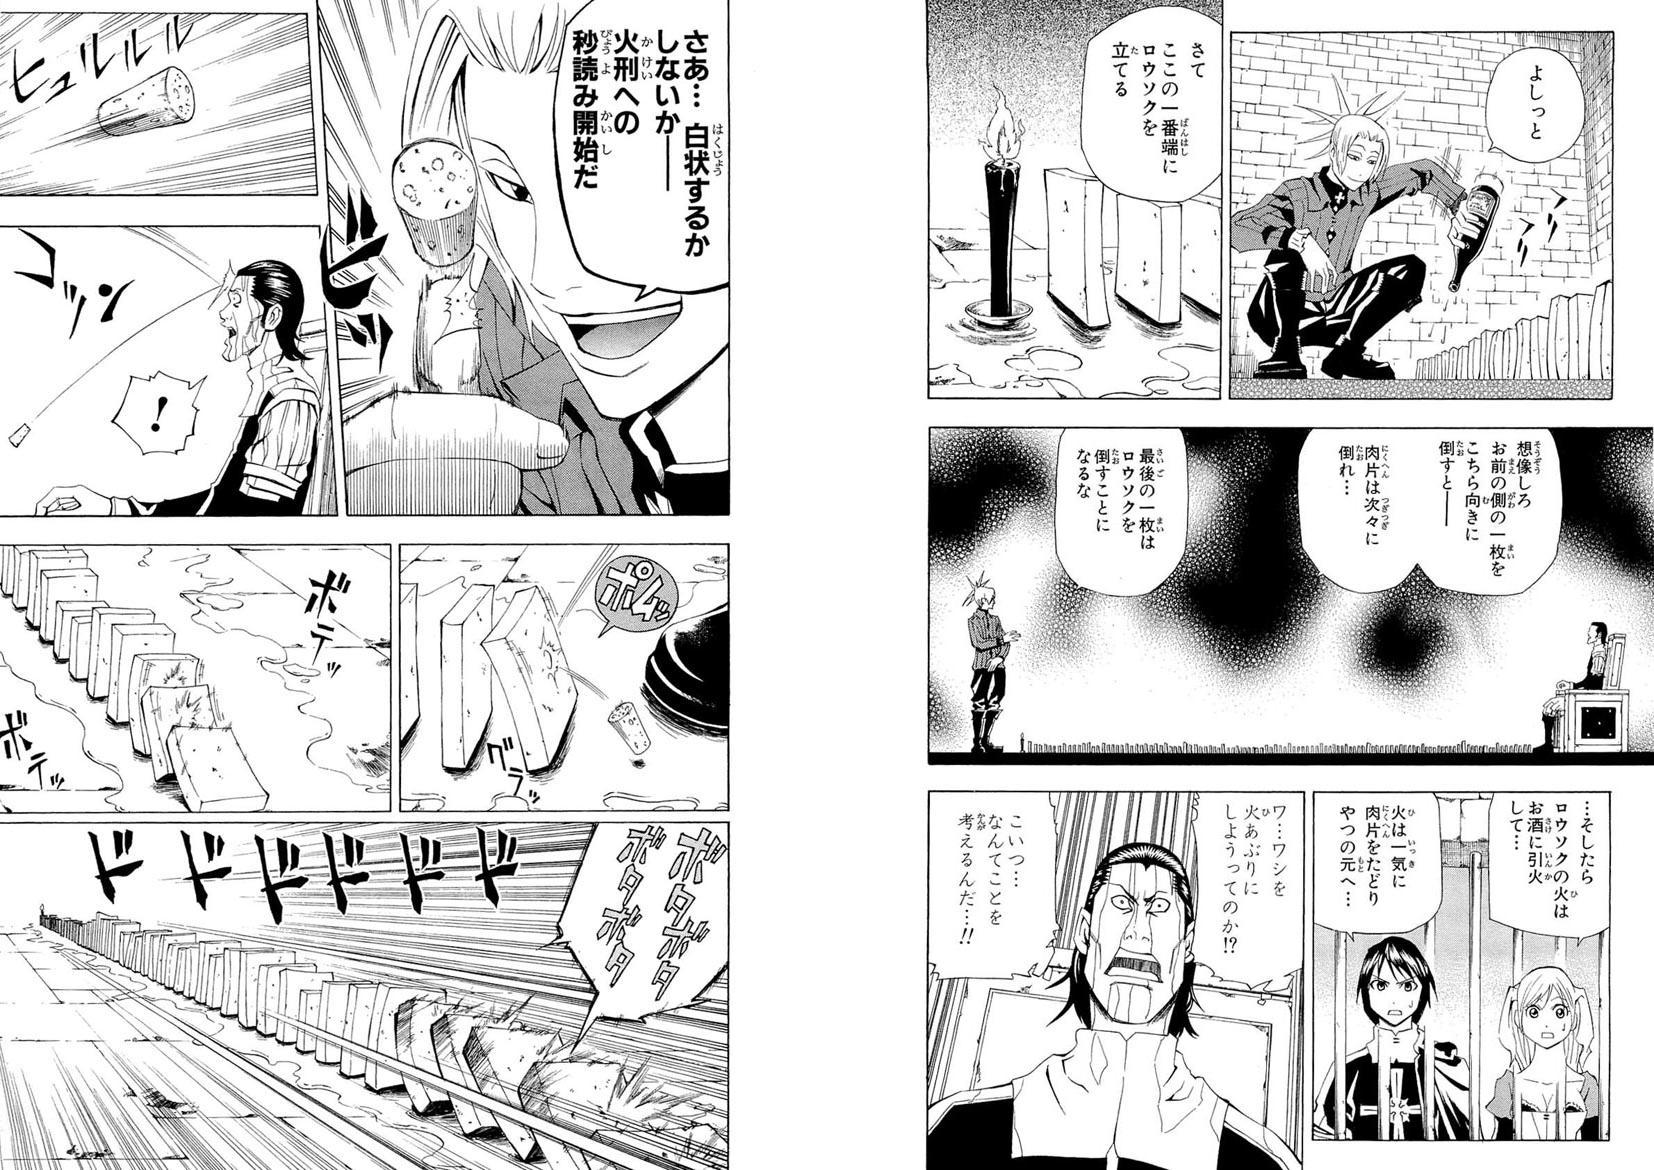 よしっと
ツ
ツ
さて
ここの一番端に
ロウソクを
立てる
想像しろ
お前の側の一枚を
こちら向きに
倒すと――
肉片は次々に
倒れ…
最後の一枚は
ロウソクを
倒すことに
なるな
…そしたら
ロウソクの火は
お酒に引火
して…
火は一気に
肉片をたどり
やつの元へ…
ワ…ワシを
火あぶりに
しようってのか!?
こいつ…
なんてことを
考えるんだ…!!
さあ… 白状するか
しないか――
火刑への
秒読み開始だ
ビシッ
ヒュルルル
コツン
!
ポムッ
グラッ
ボテッ
ボテッ
ボタボタ
ボタボタ
ドドドドドド